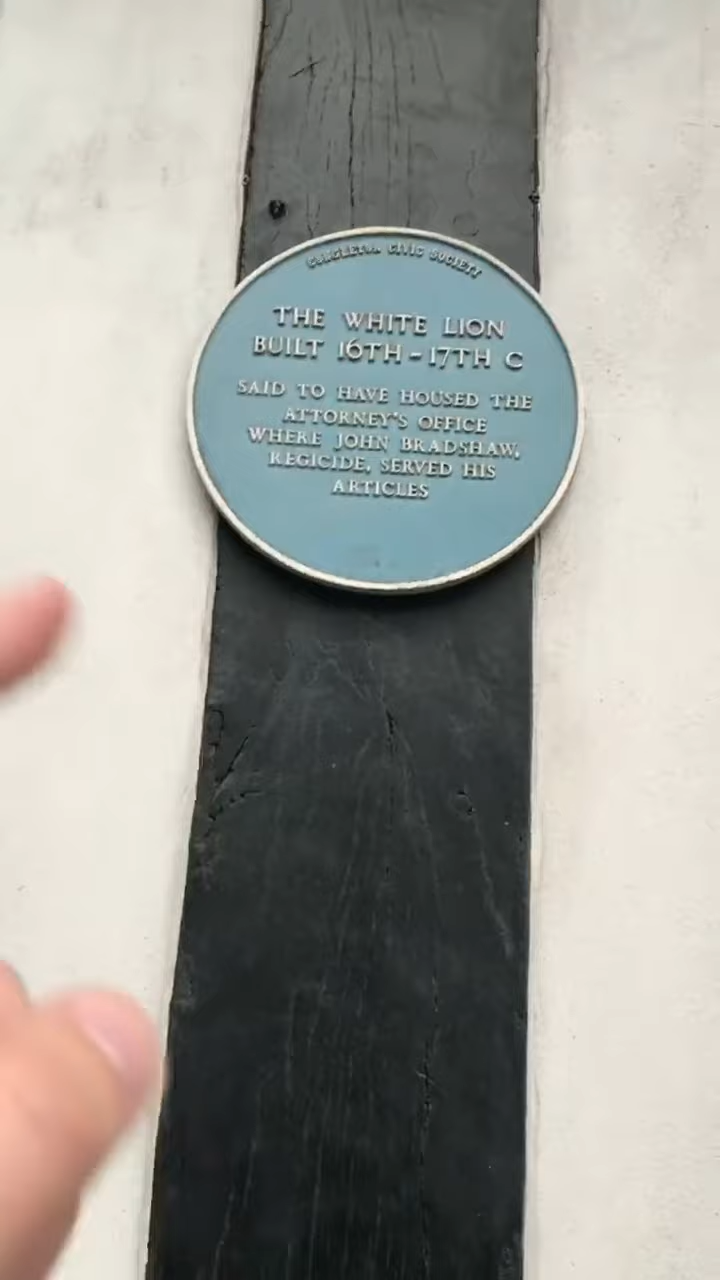 CONGLETON CIVIC SOCIETY
THE WHITE LION
BUILT 16TH - 17TH C
SAID TO HAVE HOUSED THE
ATTORNEY'S OFFICE
WHERE JOHN BRADSHAW,
REGICIDE, SERVED HIS
ARTICLES